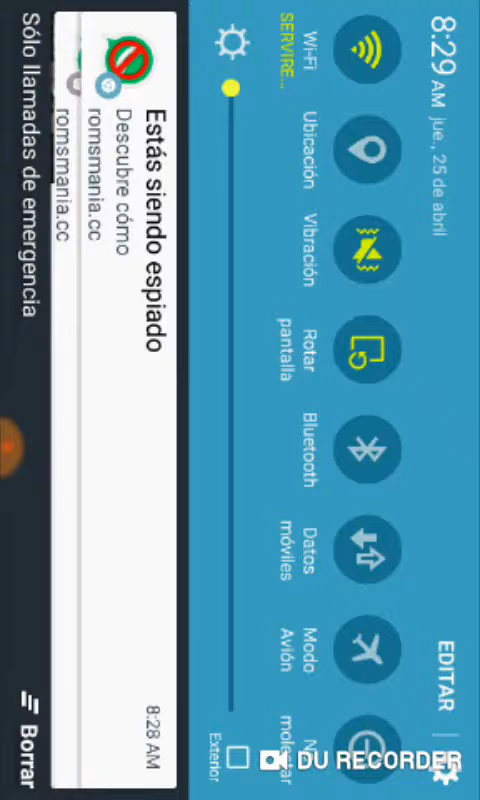 8:29 AM jue., 25 de abril
EDITAR
Wi-Fi
SERVIRE...
Ubicación
Vibración
Rotar
pantalla
Bluetooth
Datos
móviles
Modo
Avión
N
molestar
DU RECORDER
Exterior
Estás siendo espiado
8:28 AM
Descubre cómo
romsmania.cc
romsmania.cc
Sólo llamadas de emergencia
Borrar